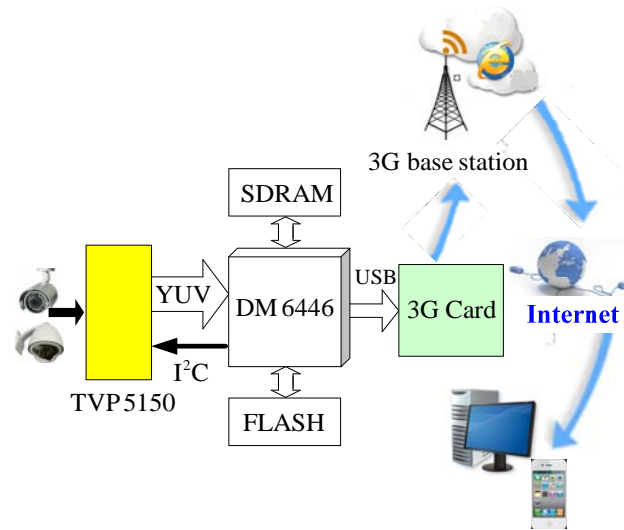 3G base station
SDRAM
USB
YUV
DM 6446
3G Card
Internet
I²C
TVP 5150
FLASH